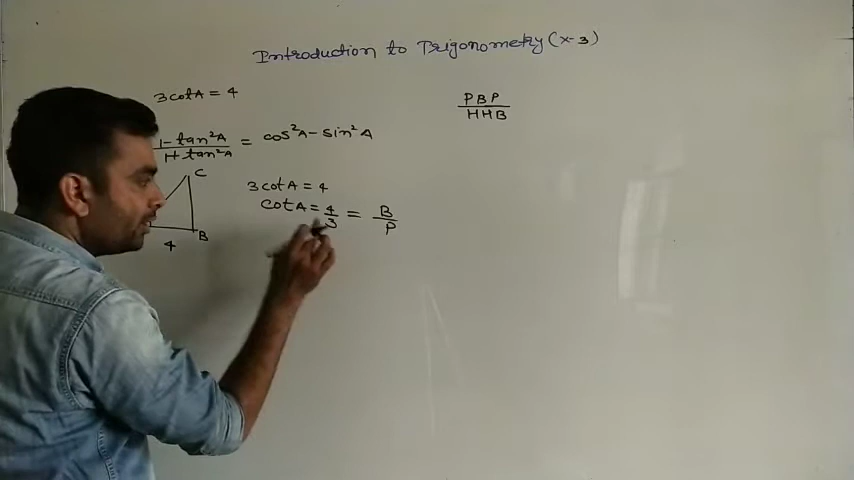 Introduction to Trigonometry (x-3)
3cotA = 4
PBP
HHB
1-tan²A / 1+tan²A = cos²A - sin²A
C
3cotA = 4
cotA = 4/3 = B/P
B
4